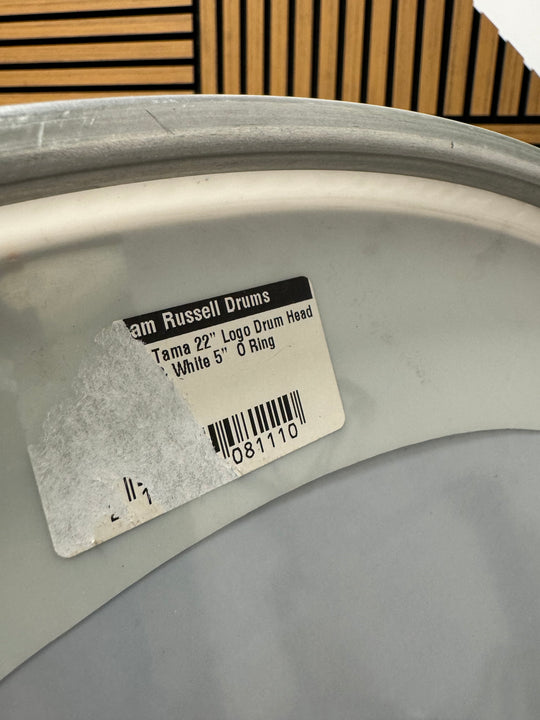 am Russell Drums
Tama 22" Logo Drum Head
White 5" O Ring
081110